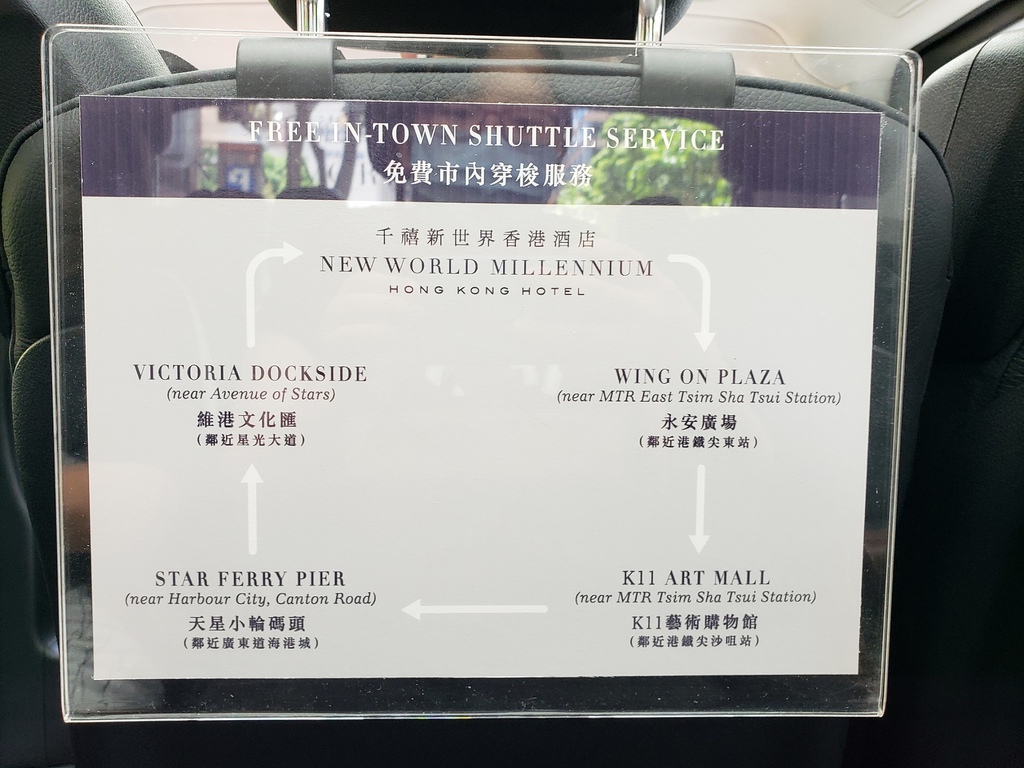 FREE IN-TOWN SHUTTLE SERVICE
免費市內穿梭服務
千禧新世界香港酒店
NEW WORLD MILLENNIUM
HONG KONG HOTEL
VICTORIA DOCKSIDE
(near Avenue of Stars)
維港文化匯
(鄰近星光大道)
WING ON PLAZA
(near MTR East Tsim Sha Tsui Station)
永安廣場
(鄰近港鐵尖東站)
STAR FERRY PIER
(near Harbour City, Canton Road)
天星小輪碼頭
(鄰近廣東道海港城)
K11 ART MALL
(near MTR Tsim Sha Tsui Station)
K11藝術購物館
(鄰近港鐵尖沙咀站)